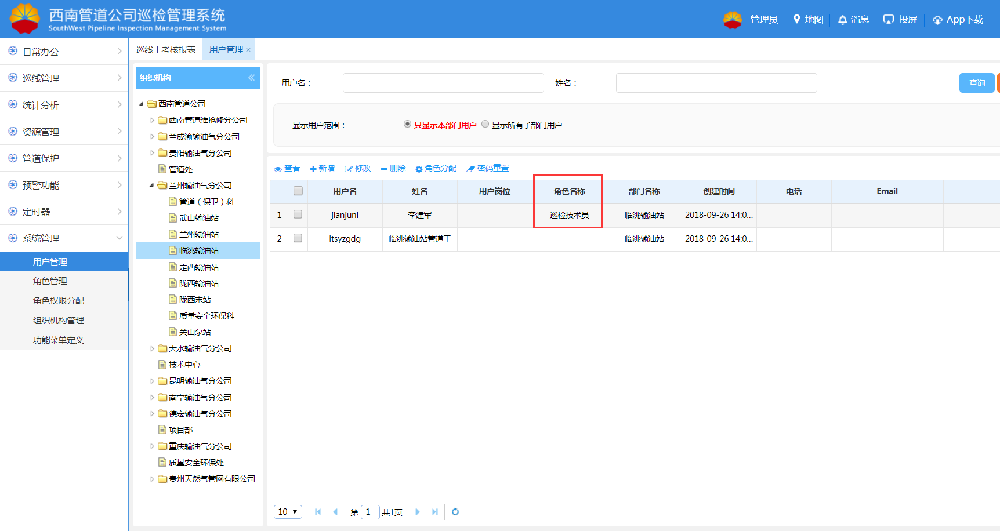 西南管道公司巡检管理系统
SouthWest Pipeline Inspection Management System
管理员
地图
消息
投屏
App下载
日常办公
巡线管理
统计分析
资源管理
管道保护
预警功能
定时器
系统管理
用户管理
角色管理
角色权限分配
组织机构管理
功能菜单定义
巡线工考核报表
用户管理 ×
组织机构
西南管道公司
西南管道维抢修分公司
兰成渝输油气分公司
贵阳输油气分公司
管道处
兰州输油气分公司
管道（保卫）科
武山输油站
兰州输油站
临洮输油站
定西输油站
陇西输油站
陇西末站
质量安全环保科
关山泵站
天水输油气分公司
技术中心
昆明输油气分公司
南宁输油气分公司
德宏输油气分公司
项目部
重庆输油气分公司
质量安全环保处
贵州天然气管网有限公司
用户名：
姓名：
查询
显示用户范围：
只显示本部门用户
显示所有子部门用户
查看
新增
修改
删除
角色分配
密码重置
用户名 姓名 用户岗位 角色名称 部门名称 创建时间 电话 Email
1 jianjunl 李建军 巡检技术员 临洮输油站 2018-09-26 14:0...
2 ltsyzgdg 临洮输油站管道工 临洮输油站 2018-09-26 14:0...
10
第 1 共1页